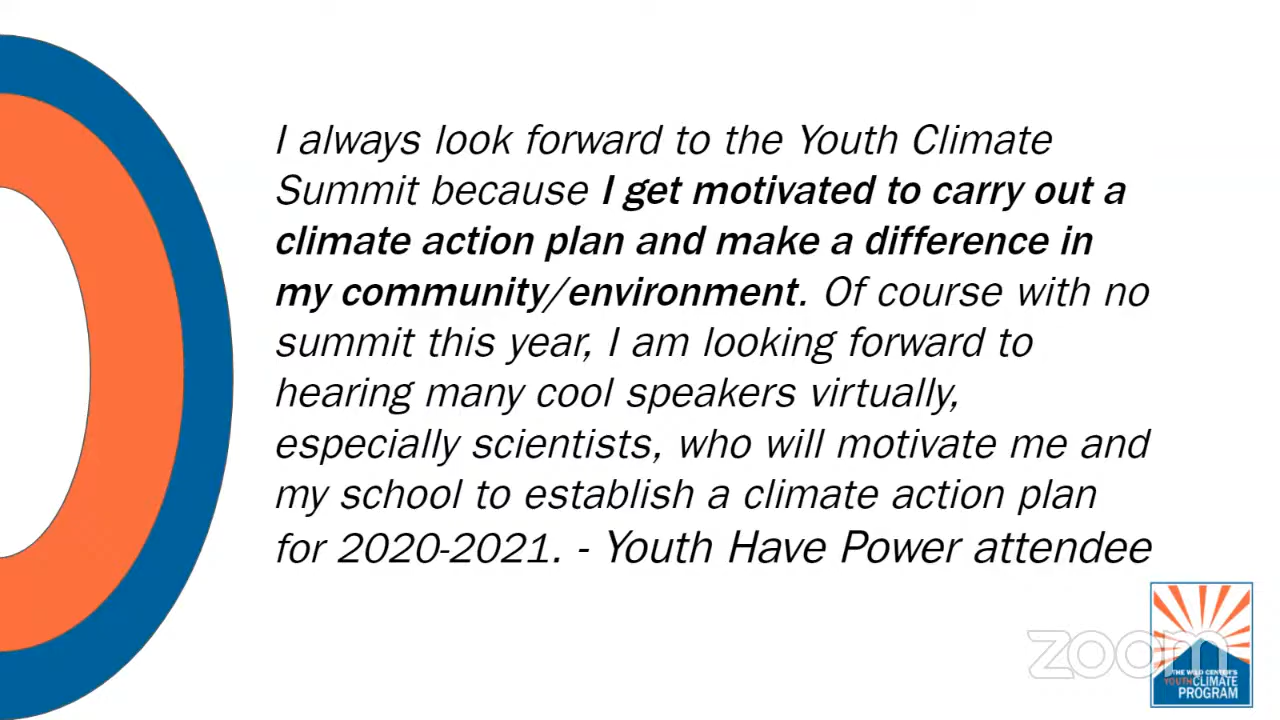 I always look forward to the Youth Climate
Summit because I get motivated to carry out a
climate action plan and make a difference in
my community/environment. Of course with no
summit this year, I am looking forward to
hearing many cool speakers virtually,
especially scientists, who will motivate me and
my school to establish a climate action plan
for 2020-2021. - Youth Have Power attendee
zoom
THE WILD CENTER'S
YOUTH CLIMATE
PROGRAM